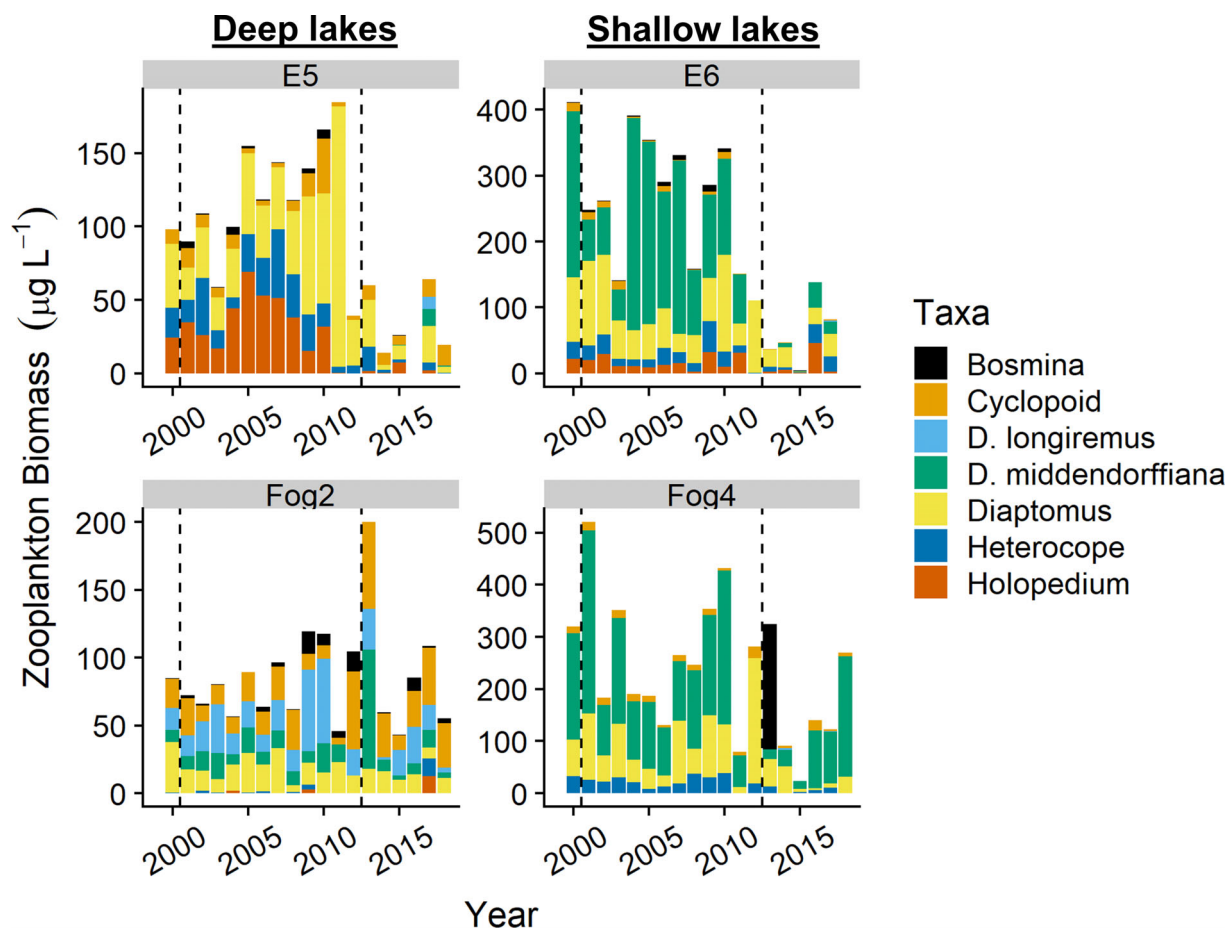 Deep lakes
Shallow lakes
E5
E6
150
100
50
0
400
300
200
100
0
2000 2005 2010 2015
2000 2005 2010 2015
Fog2
Fog4
200
150
100
50
0
500
400
300
200
100
0
2000 2005 2010 2015
2000 2005 2010 2015
Zooplankton Biomass (μg L⁻¹)
Year
Taxa
Bosmina
Cyclopoid
D. longiremus
D. middendorffiana
Diaptomus
Heterocope
Holopedium